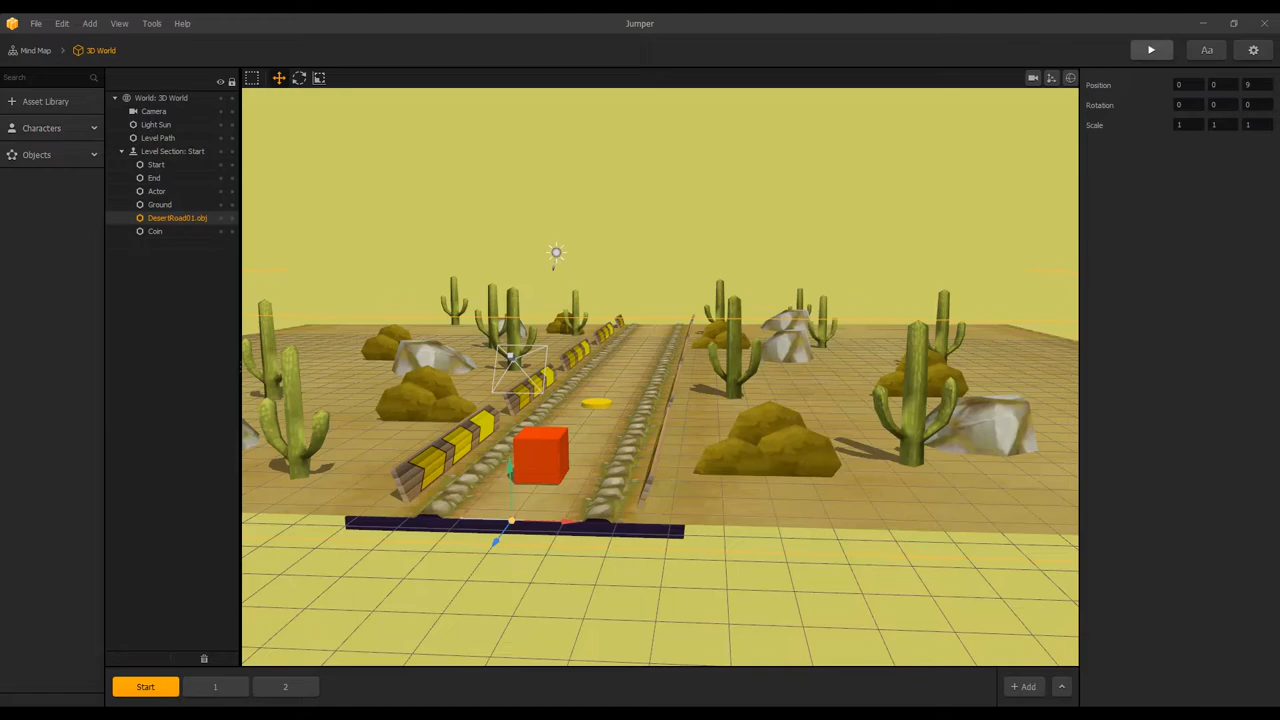 File Edit Add View Tools Help
Jumper
Mind Map 3D World
Aa
Search
Asset Library
Characters
Objects
World: 3D World
Camera
Light Sun
Level Path
Level Section: Start
Start
End
Actor
Ground
DesertRoad01.obj
Coin
Position 0 0 9
Rotation 0 0 0
Scale 1 1 1
Start 1 2
+ Add